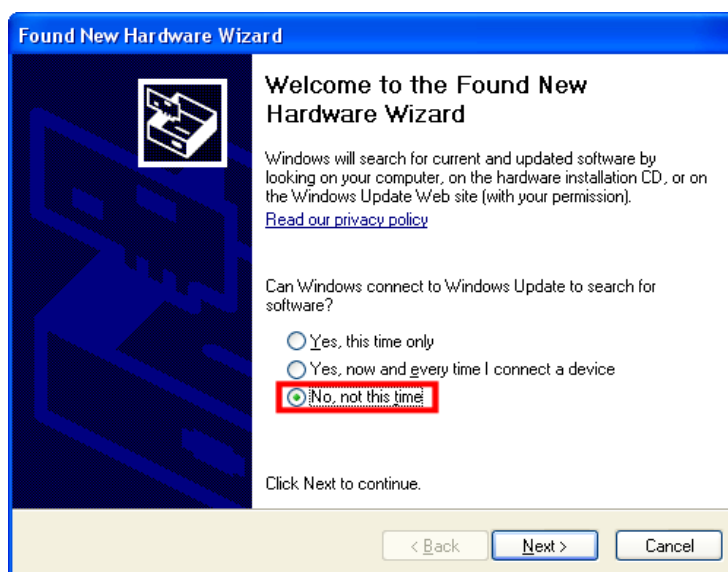 Found New Hardware Wizard
Welcome to the Found New
Hardware Wizard
Windows will search for current and updated software by
looking on your computer, on the hardware installation CD, or on
the Windows Update Web site (with your permission).
Read our privacy policy
Can Windows connect to Windows Update to search for
software?
Yes, this time only
Yes, now and every time I connect a device
No, not this time
Click Next to continue.
< Back
Next >
Cancel